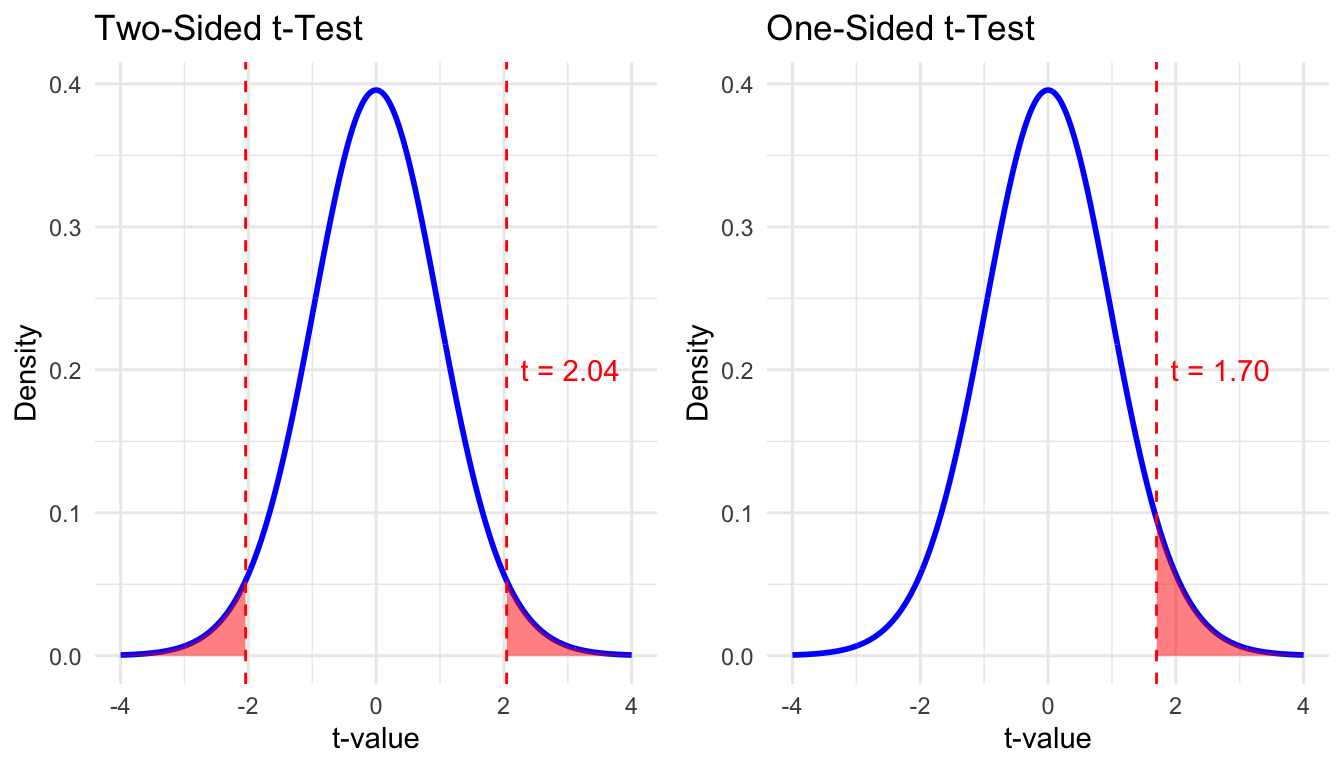 Two-Sided t-Test
0.4
0.3
0.2
0.1
0.0
Density
t = 2.04
-4 -2 0 2 4
t-value
One-Sided t-Test
0.4
0.3
0.2
0.1
0.0
Density
t = 1.70
-4 -2 0 2 4
t-value